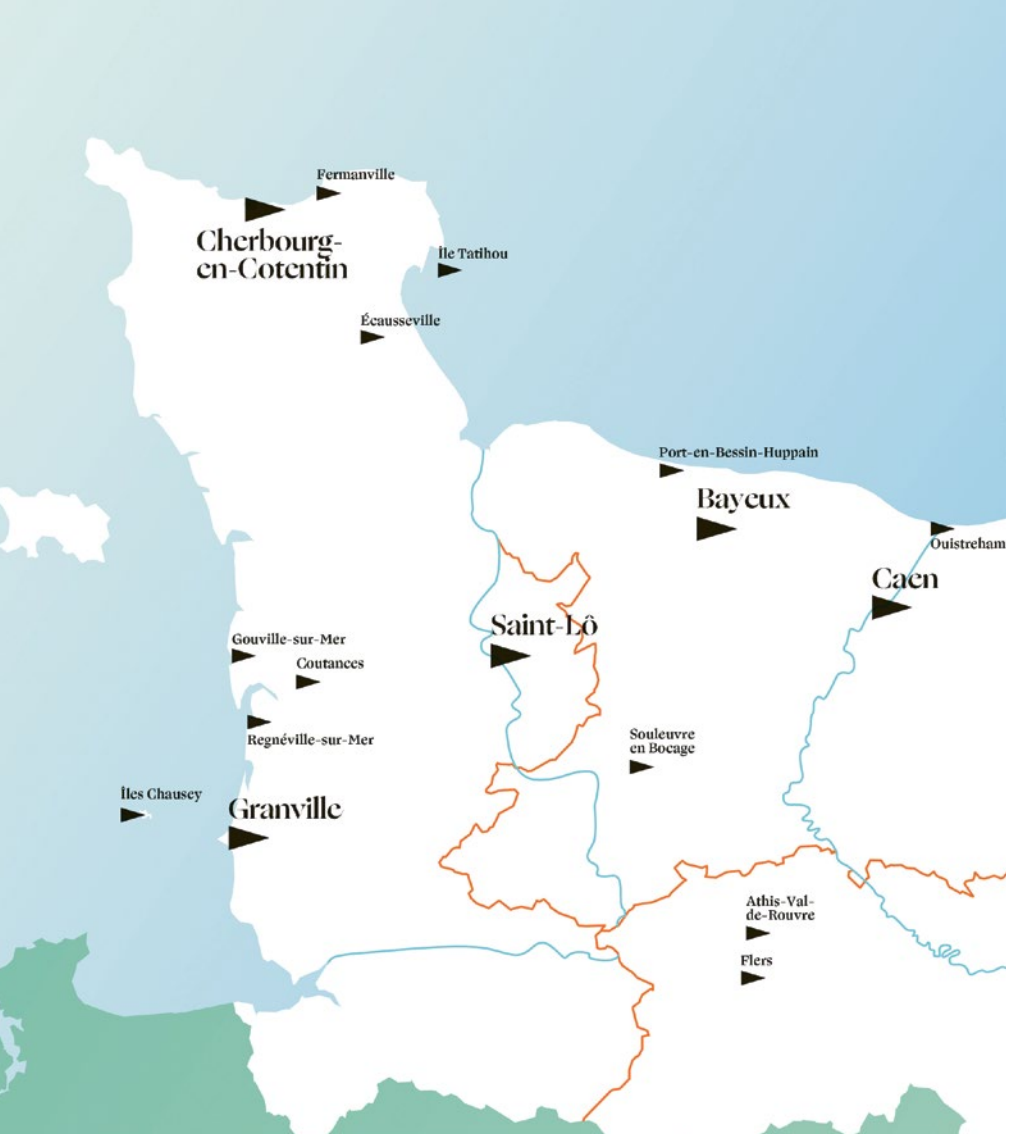 Fermanville
Cherbourg-
en-Cotentin
Île Tatihou
Écausseville
Port-en-Bessin-Huppain
Bayeux
Ouistreham
Caen
Saint-Lô
Gouville-sur-Mer
Coutances
Regnéville-sur-Mer
Souleuvre
en Bocage
Îles Chausey
Granville
Athis-Val-
de-Rouvre
Flers